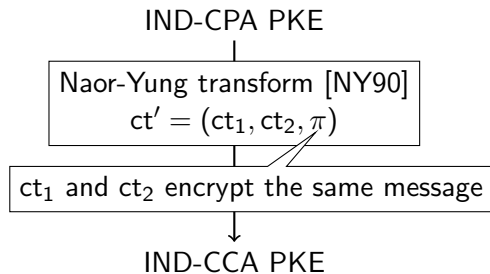 IND-CPA PKE
Naor-Yung transform [NY90]
ct′ = (ct₁, ct₂, π)
ct₁ and ct₂ encrypt the same message
IND-CCA PKE